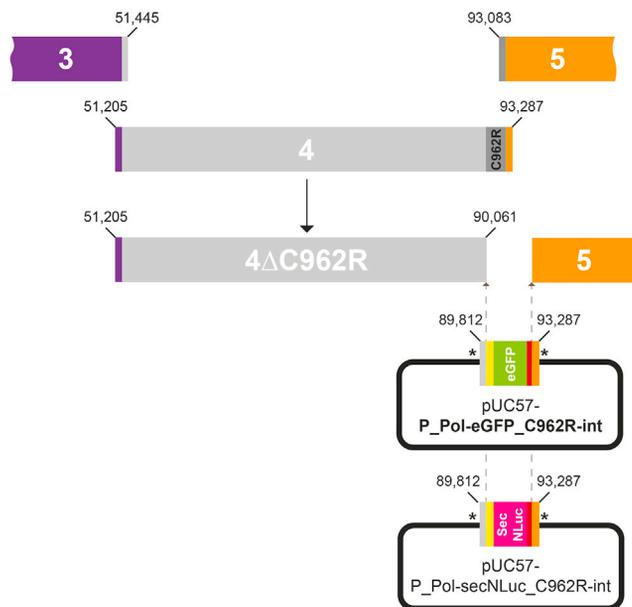 51,445
93,083
3
5
51,205
93,287
4
C962R
51,205
90,061
4ΔC962R
5
89,812
93,287
*
eGFP
*
pUC57-
P_Pol-eGFP_C962R-int
89,812
93,287
*
Sec
NLuc
*
pUC57-
P_Pol-secNLuc_C962R-int